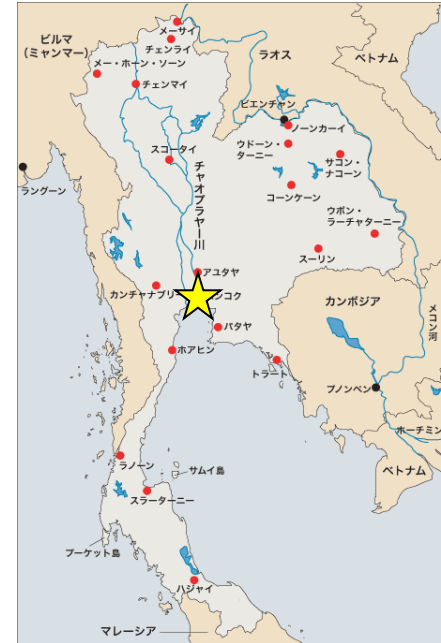 メーサイ
ビルマ
（ミャンマー）
チェンライ
ラオス
ベトナム
メー・ホーン・ソーン
チェンマイ
ビエンチャン
ノーンカーイ
ウドーン・
ターニー
スコータイ
サコン・
ナコーン
チャオプラヤー川
ラングーン
コーンケーン
ウボン・
ラーチャターニー
スーリン
アユタヤ
カンチャナブリー
ンコク
カンボジア
メコン河
パタヤ
ホアヒン
トラート
プノンペン
ホーチミン
ベトナム
ラノーン
サムイ島
スラーターニー
プーケット島
ハジャイ
マレーシア